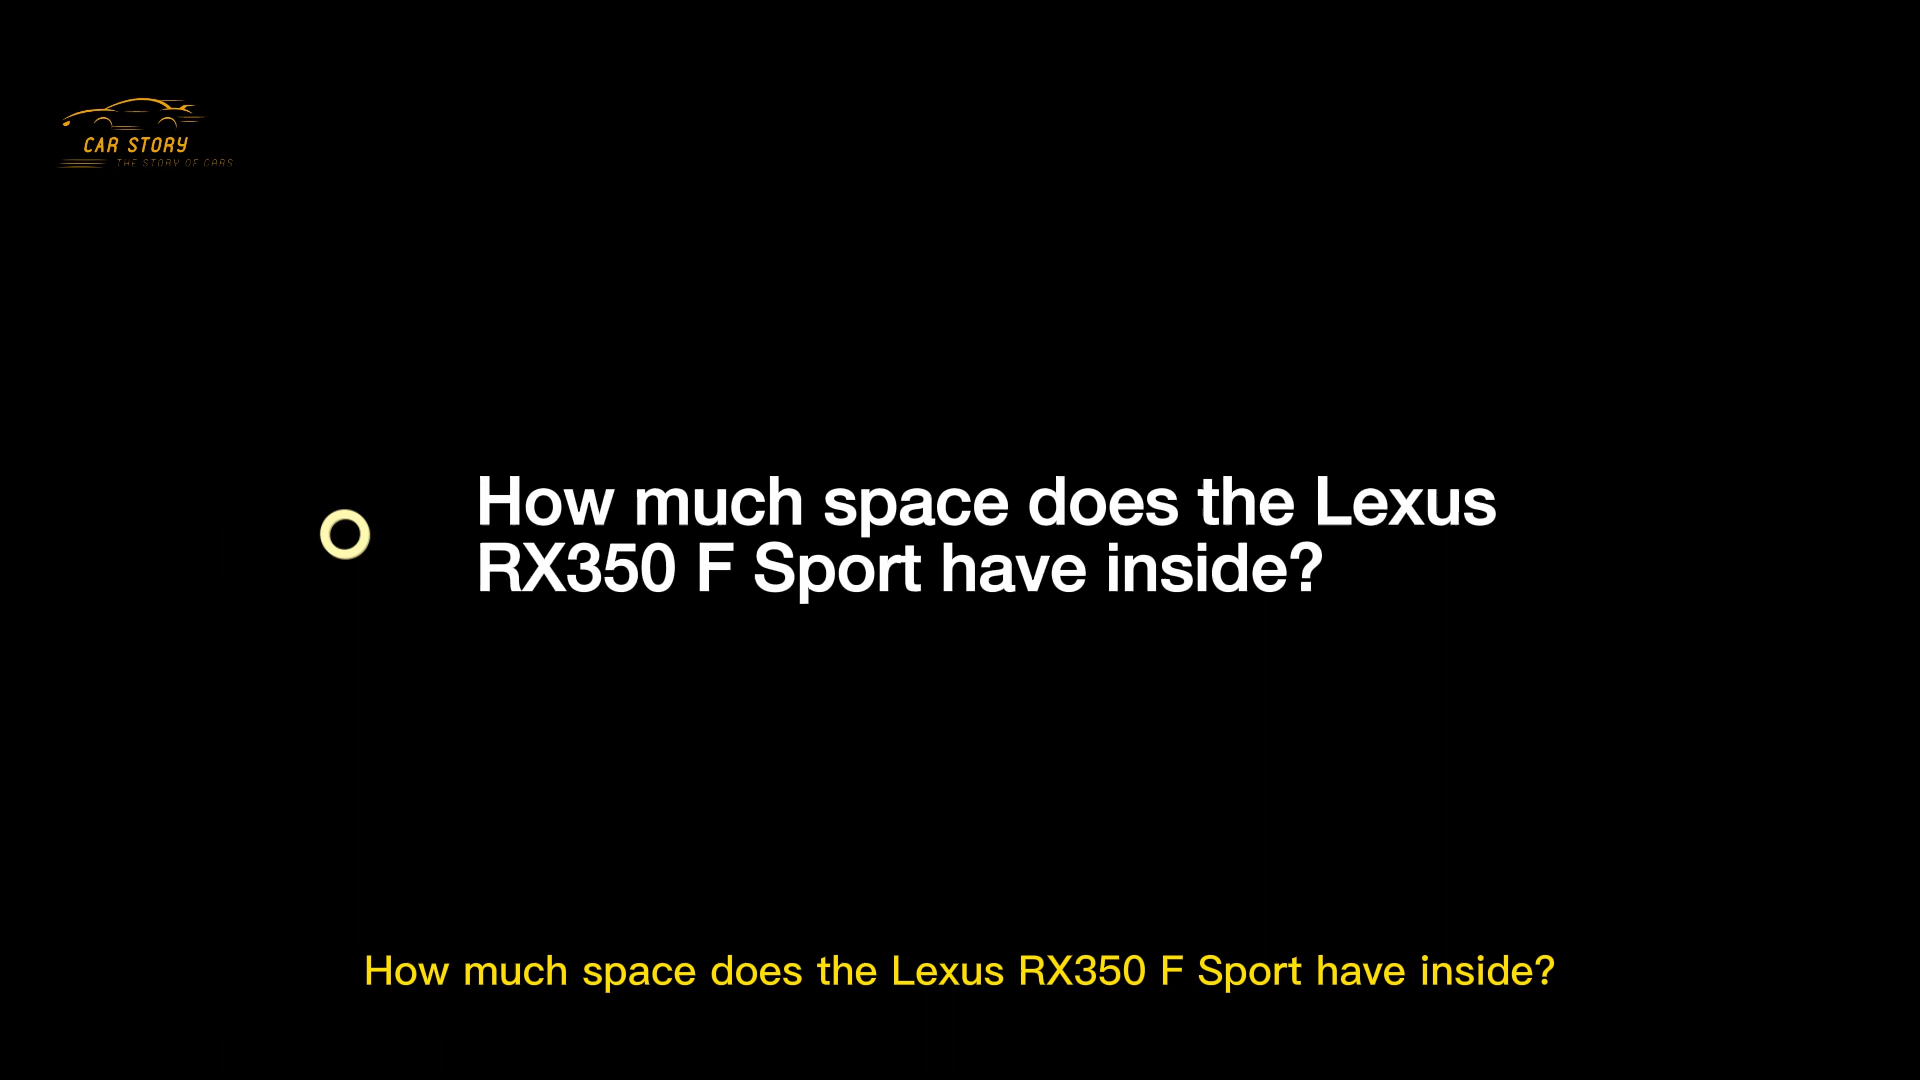 CAR STORY
THE STORY OF CARS
How much space does the Lexus
RX350 F Sport have inside?
How much space does the Lexus RX350 F Sport have inside?